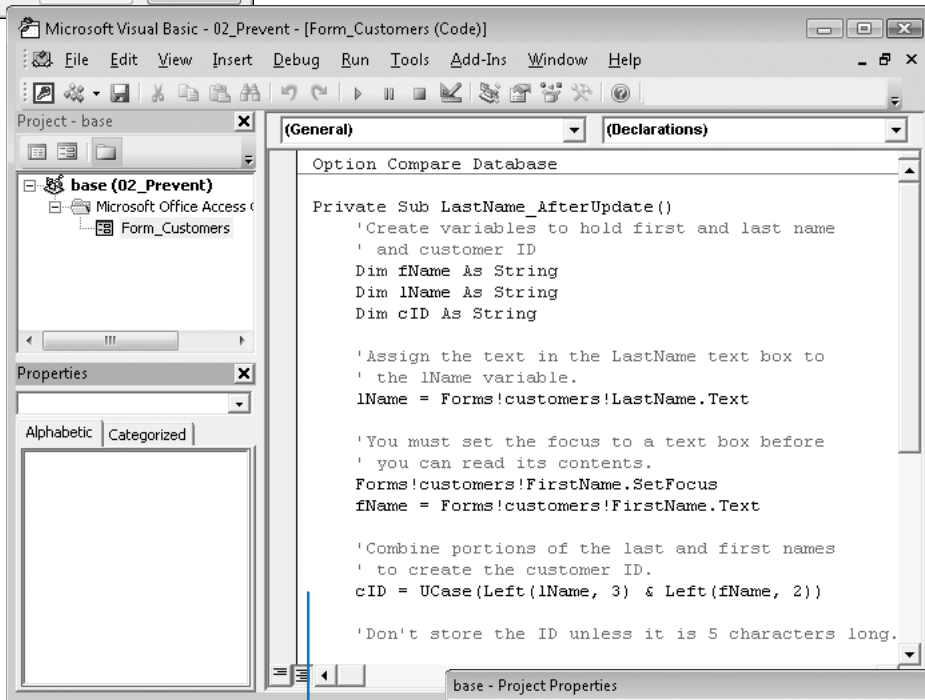 Microsoft Visual Basic - 02_Prevent - [Form_Customers (Code)]
File Edit View Insert Debug Run Tools Add-Ins Window Help
Project - base
(General)
(Declarations)
base (02_Prevent)
Microsoft Office Access
Form_Customers
Properties
Alphabetic Categorized
Option Compare Database
Private Sub LastName_AfterUpdate()
'Create variables to hold first and last name
' and customer ID
Dim fName As String
Dim lName As String
Dim cID As String
'Assign the text in the LastName text box to
' the lName variable.
lName = Forms!customers!LastName.Text
'You must set the focus to a text box before
' you can read its contents.
Forms!customers!FirstName.SetFocus
fName = Forms!customers!FirstName.Text
'Combine portions of the last and first names
' to create the customer ID.
cID = UCase(Left(lName, 3) & Left(fName, 2))
'Don't store the ID unless it is 5 characters long.
base - Project Properties